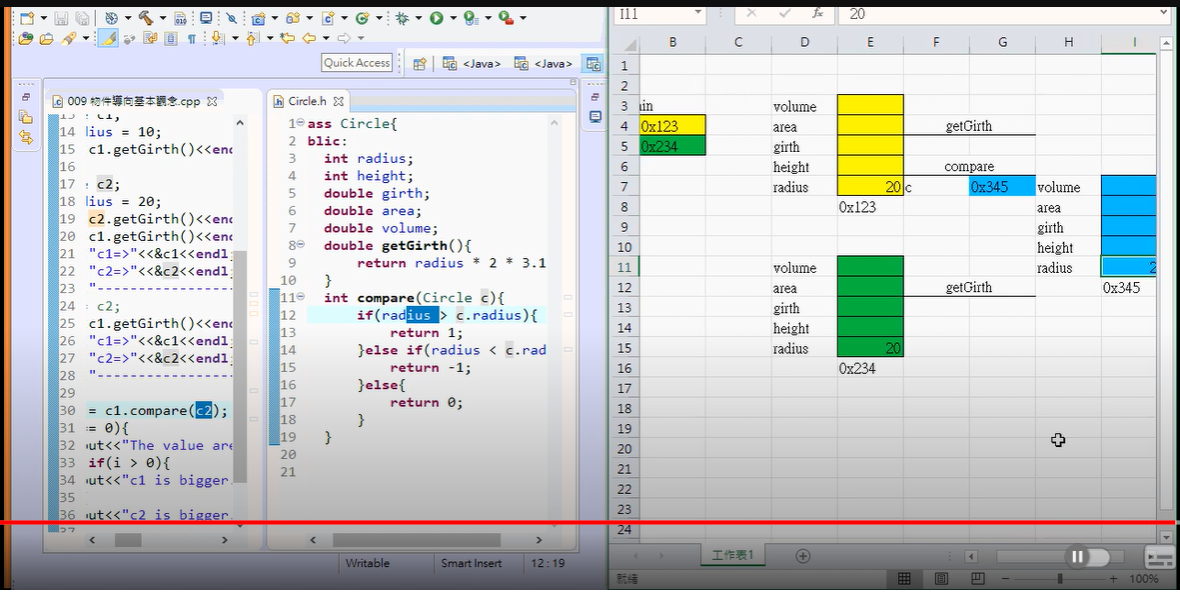 Quick Access
<Java>
<Java>
009 物件導向基本觀念.cpp
13 c1;
14 lius = 10;
15 c1.getGirth()<<enc
16
17 c2;
18 lius = 20;
19 c2.getGirth()<<enc
20 c1.getGirth()<<enc
21 "c1=>"<<&c1<<endl;
22 "c2=>"<<&c2<<endl;
23 "------------------
24 c2;
25 c1.getGirth()<<enc
26 "c1=>"<<&c1<<endl;
27 "c2=>"<<&c2<<endl;
28 "------------------
29
30 = c1.compare(c2);
31 == 0){
32 out<<"The value are
33 if(i > 0){
34 out<<"c1 is bigger
35
36 out<<"c2 is bigger
37
Circle.h
1 ass Circle{
2 blic:
3 int radius;
4 int height;
5 double girth;
6 double area;
7 double volume;
8 double getGirth(){
9 return radius * 2 * 3.1
10 }
11 int compare(Circle c){
12 if(radius > c.radius){
13 return 1;
14 }else if(radius < c.rad
15 return -1;
16 }else{
17 return 0;
18 }
19 }
20
21
Writable Smart Insert 12 : 19
I11 fx 20
B C D E F G H I
1
2
3 ain volume
4 0x123 area getGirth
5 0x234 girth
6 height compare
7 radius 20 c 0x345 volume
8 0x123 area
9 girth
10 height
11 volume radius 2
12 area getGirth 0x345
13 girth
14 height
15 radius 20
16 0x234
17
18
19
20
21
22
23
24
工作表1
就緒 100%